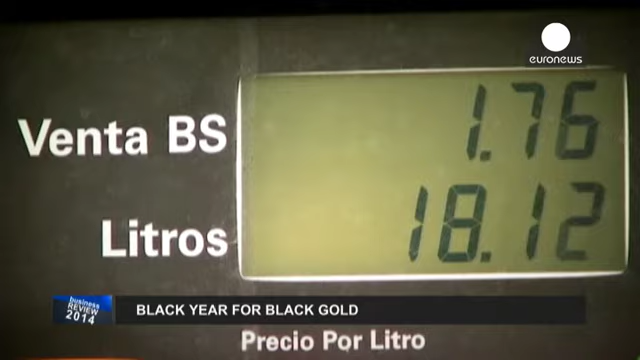 euronews
Venta BS
1.76
Litros
18.12
business
REVIEW
2014
BLACK YEAR FOR BLACK GOLD
Precio Por Litro